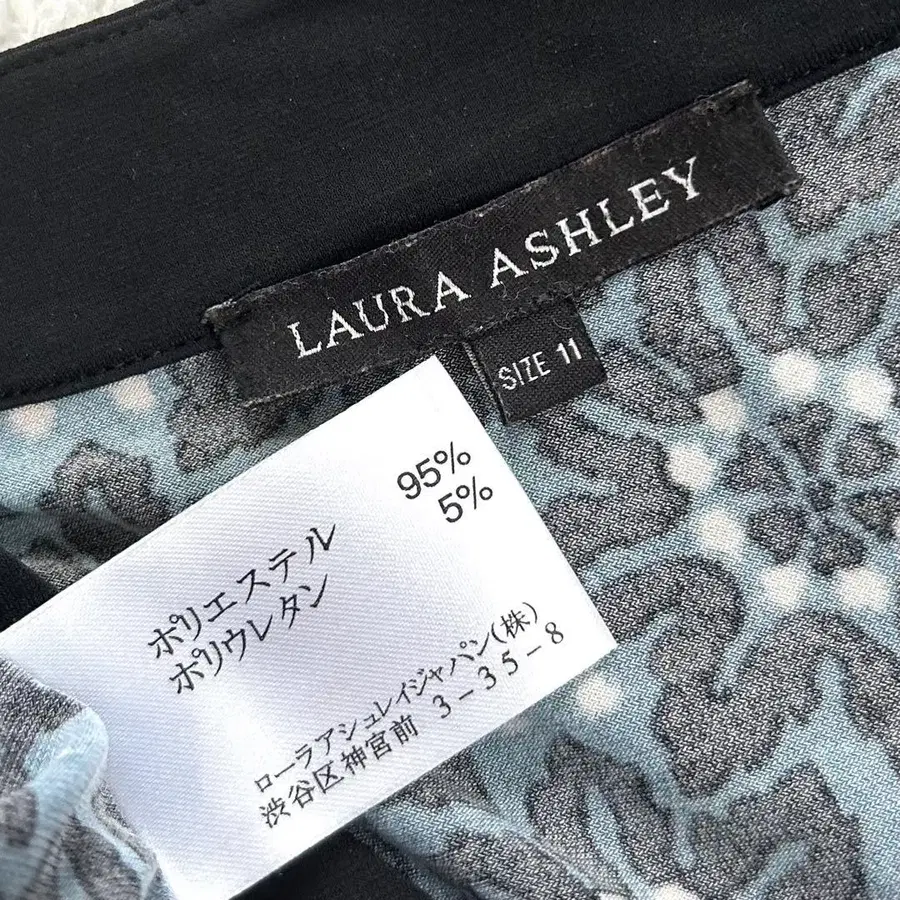 LAURA ASHLEY
SIZE 11
ポリエステル 95%
ポリウレタン 5%
ローラアシュレイジャパン(株)
渋谷区神宮前 3-35-8